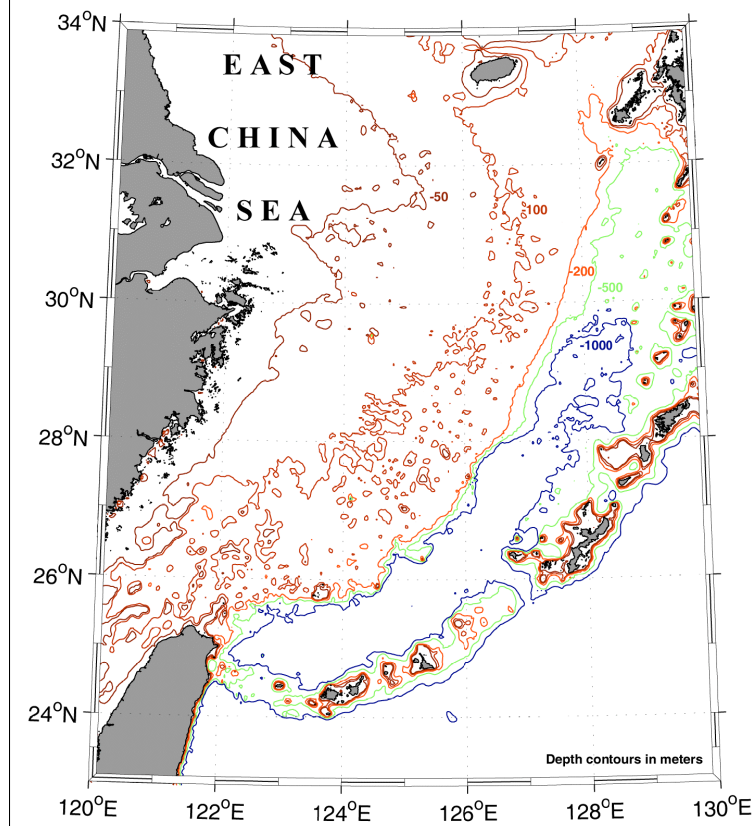 34°N
EAST
CHINA
32°N
-50
100
SEA
-200
-500
30°N
-1000
28°N
26°N
24°N
Depth contours in meters
120°E 122°E 124°E 126°E 128°E 130°E